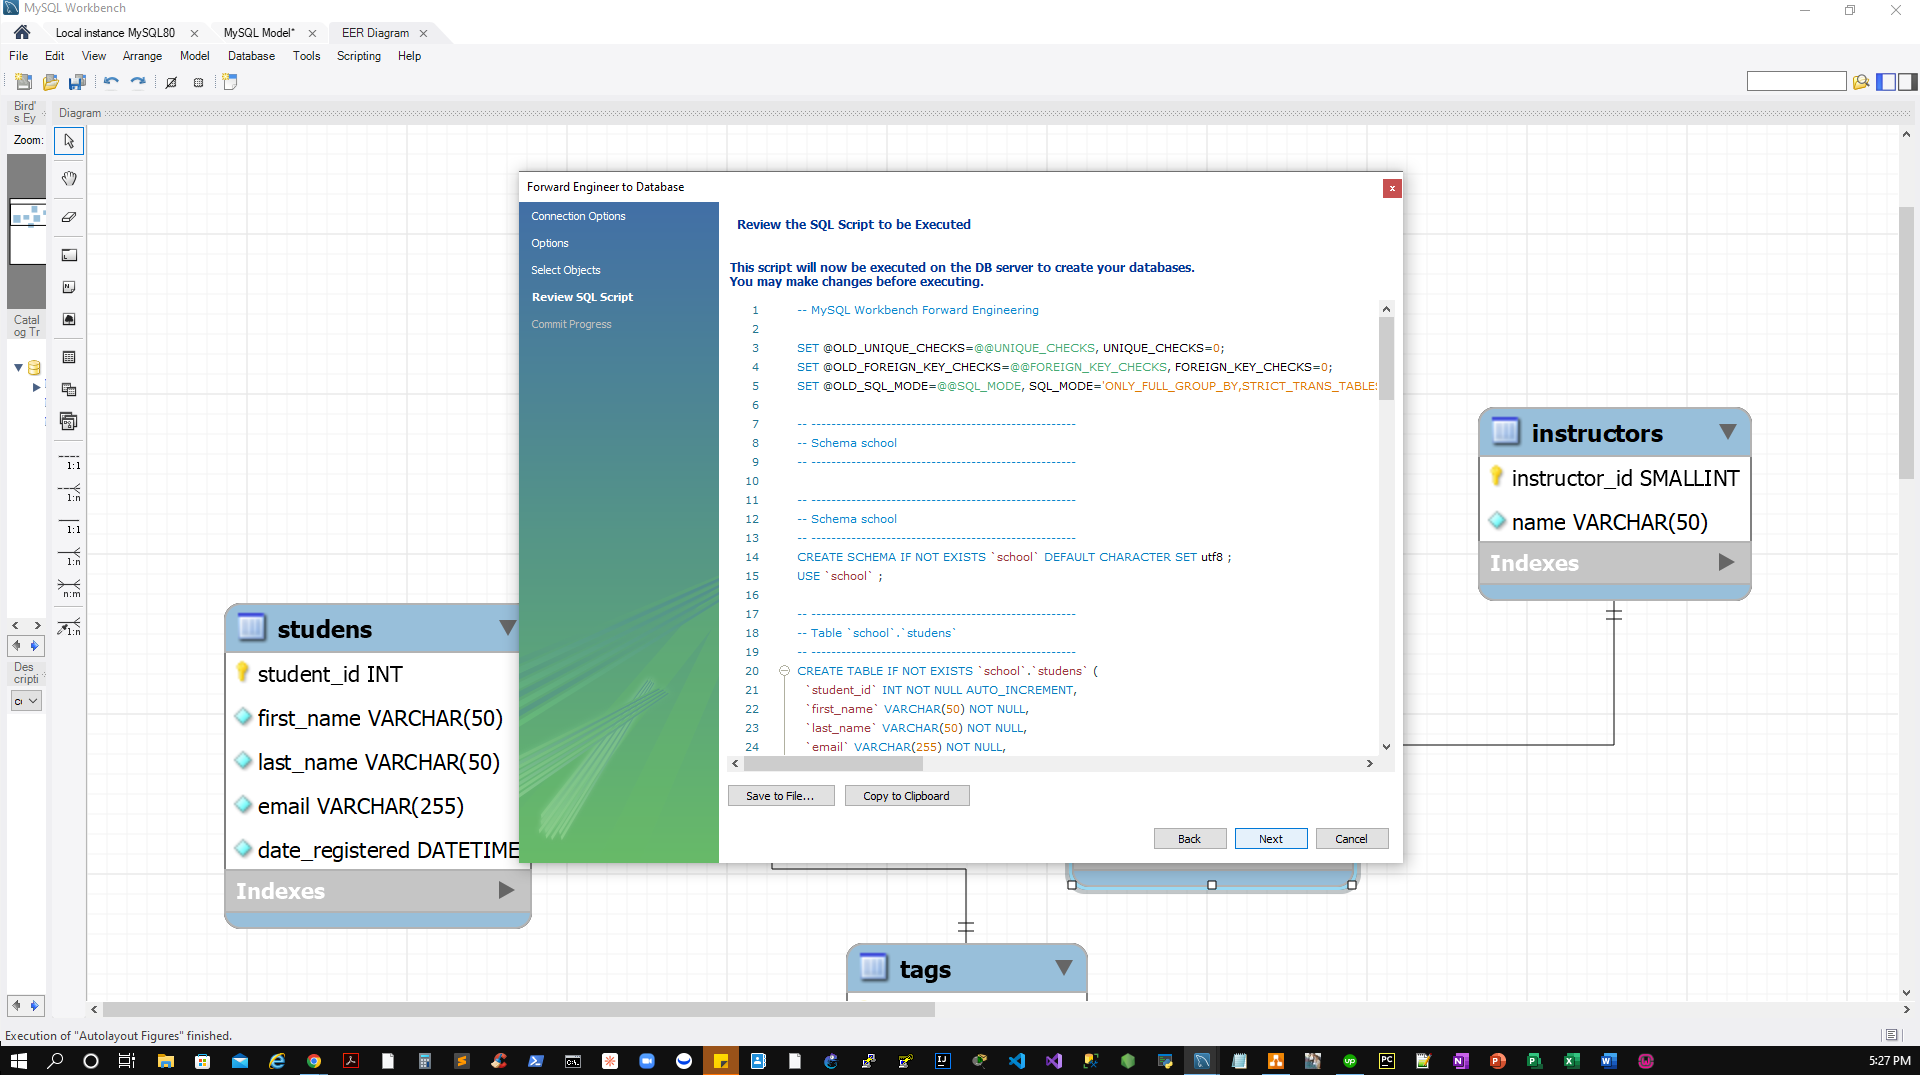 MySQL Workbench
Local instance MySQL80
MySQL Model*
EER Diagram
File Edit View Arrange Model Database Tools Scripting Help
Bird'
s Ey
Diagram
Zoom:
Catal
og Tr
Des
cripti
1:1
1:n
1:1
1:n
n:m
1:n
Forward Engineer to Database
Connection Options
Options
Select Objects
Review SQL Script
Commit Progress
Review the SQL Script to be Executed
This script will now be executed on the DB server to create your databases.
You may make changes before executing.
1 -- MySQL Workbench Forward Engineering
2
3 SET @OLD_UNIQUE_CHECKS=@@UNIQUE_CHECKS, UNIQUE_CHECKS=0;
4 SET @OLD_FOREIGN_KEY_CHECKS=@@FOREIGN_KEY_CHECKS, FOREIGN_KEY_CHECKS=0;
5 SET @OLD_SQL_MODE=@@SQL_MODE, SQL_MODE='ONLY_FULL_GROUP_BY,STRICT_TRANS_TABLES
6
7 -- -----------------------------------------------------
8 -- Schema school
9 -- -----------------------------------------------------
10
11 -- -----------------------------------------------------
12 -- Schema school
13 -- -----------------------------------------------------
14 CREATE SCHEMA IF NOT EXISTS `school` DEFAULT CHARACTER SET utf8 ;
15 USE `school` ;
16
17 -- -----------------------------------------------------
18 -- Table `school`.`studens`
19 -- -----------------------------------------------------
20 CREATE TABLE IF NOT EXISTS `school`.`studens` (
21 `student_id` INT NOT NULL AUTO_INCREMENT,
22 `first_name` VARCHAR(50) NOT NULL,
23 `last_name` VARCHAR(50) NOT NULL,
24 `email` VARCHAR(255) NOT NULL,
Save to File...
Copy to Clipboard
Back
Next
Cancel
instructors
instructor_id SMALLINT
name VARCHAR(50)
Indexes
studens
student_id INT
first_name VARCHAR(50)
last_name VARCHAR(50)
email VARCHAR(255)
date_registered DATETIME
Indexes
tags
Execution of "Autolayout Figures" finished.
5:27 PM